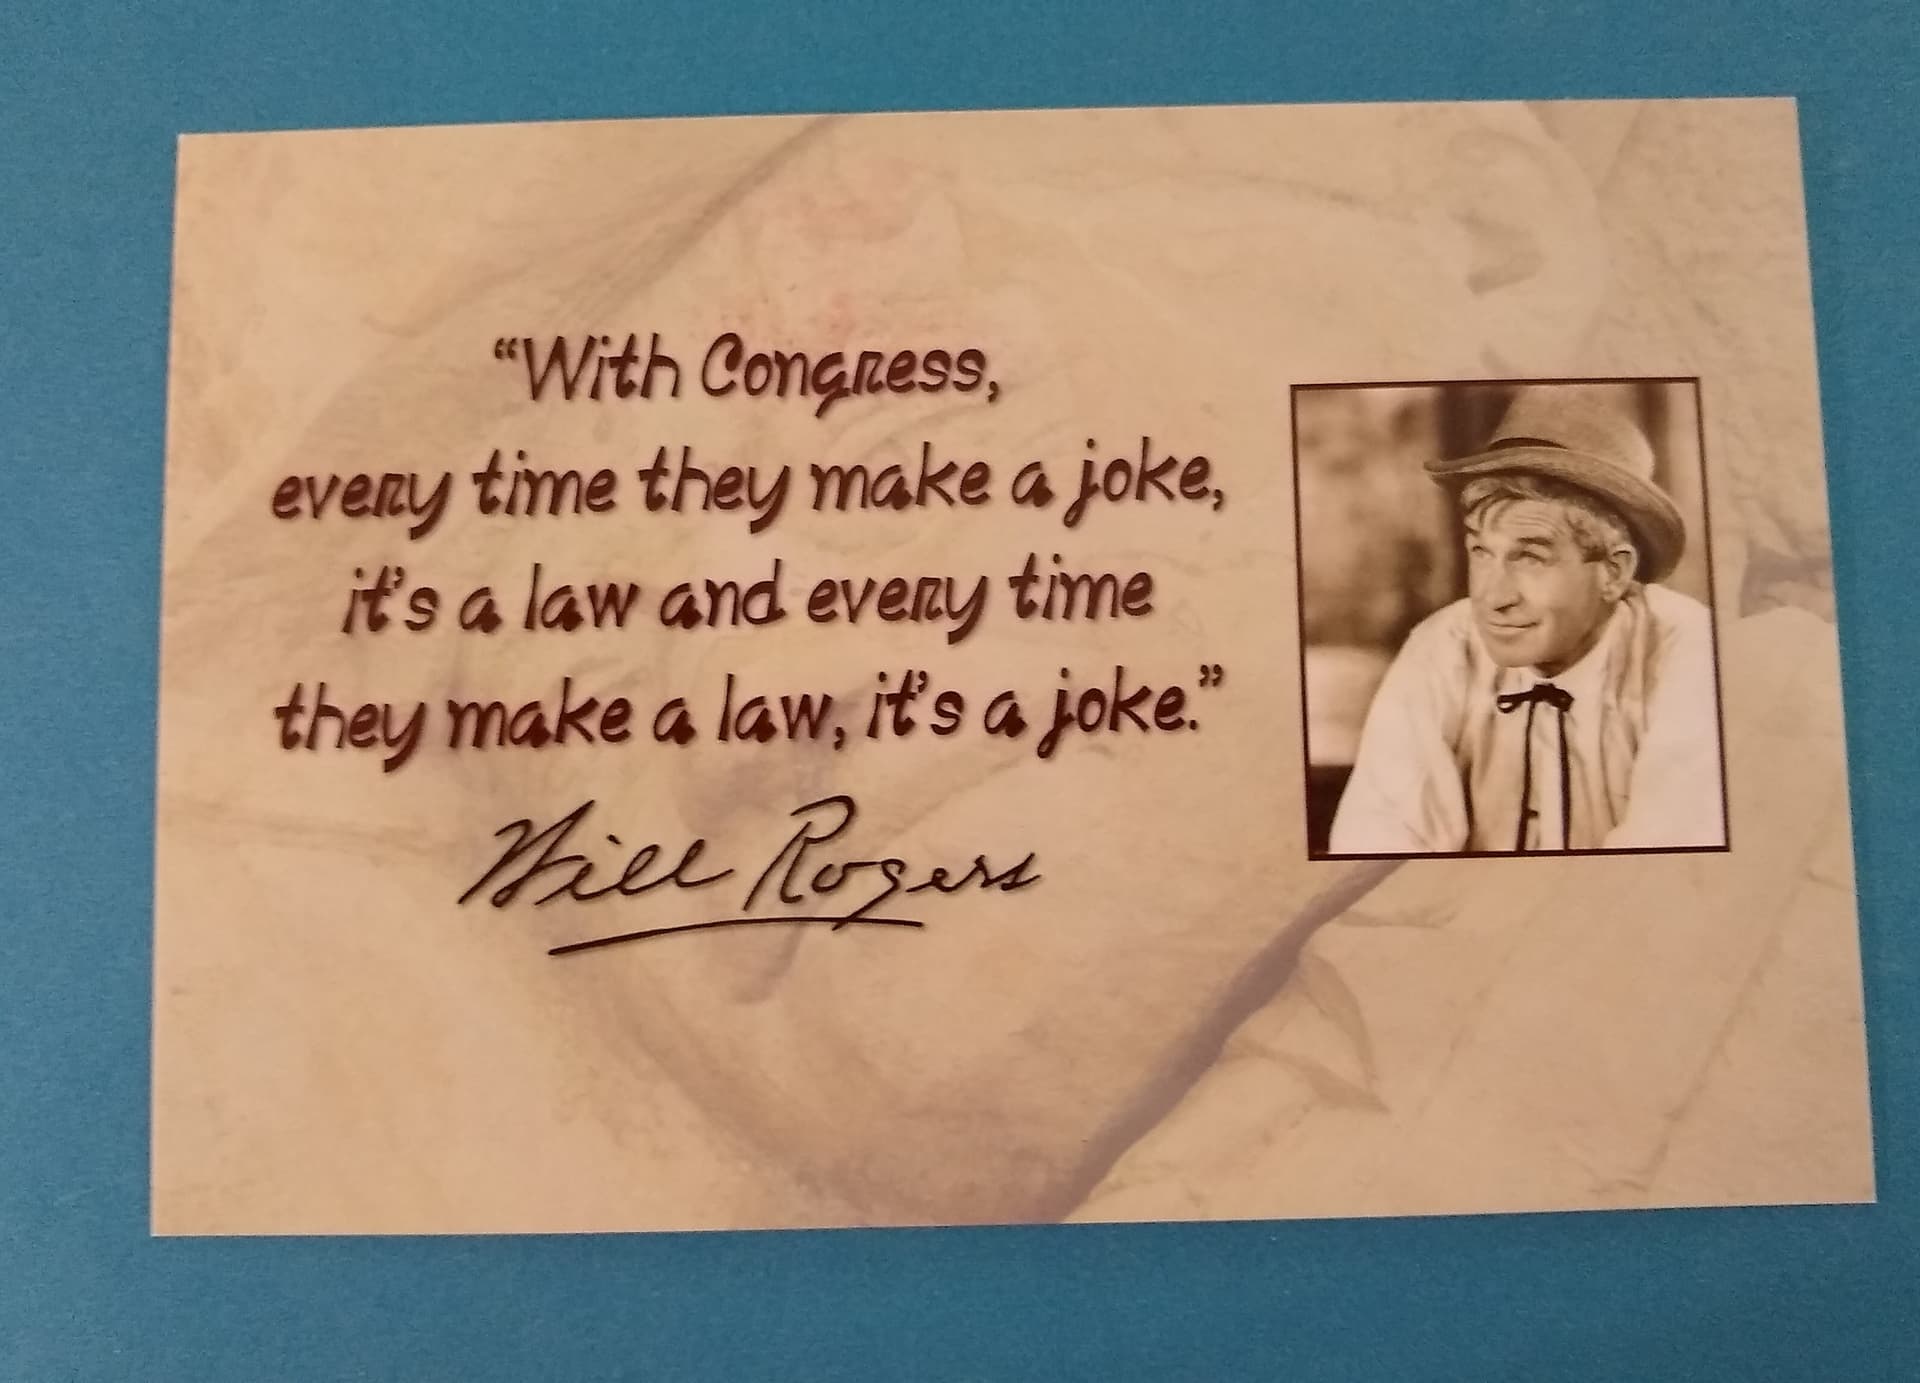 “With Congress,
every time they make a joke,
it’s a law and every time
they make a law, it’s a joke.”
Will Rogers